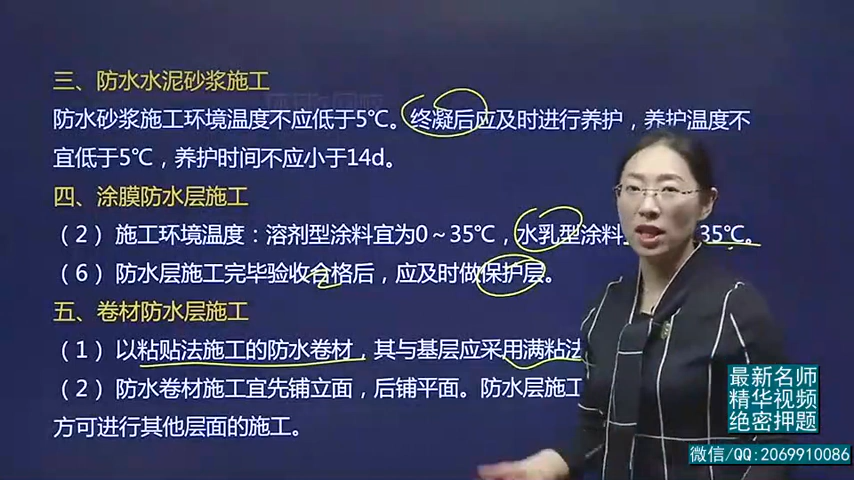 三、防水水泥砂浆施工
防水砂浆施工环境温度不应低于5℃。终凝后应及时进行养护，养护温度不
宜低于5℃，养护时间不应小于14d。
四、涂膜防水层施工
（2）施工环境温度：溶剂型涂料宜为0～35℃，水乳型涂料 35℃。
（6）防水层施工完毕验收合格后，应及时做保护层。
五、卷材防水层施工
（1）以粘贴法施工的防水卷材，其与基层应采用满粘法
（2）防水卷材施工宜先铺立面，后铺平面。防水层施工
方可进行其他层面的施工。
最新名师
精华视频
绝密押题
微信/QQ:2069910086